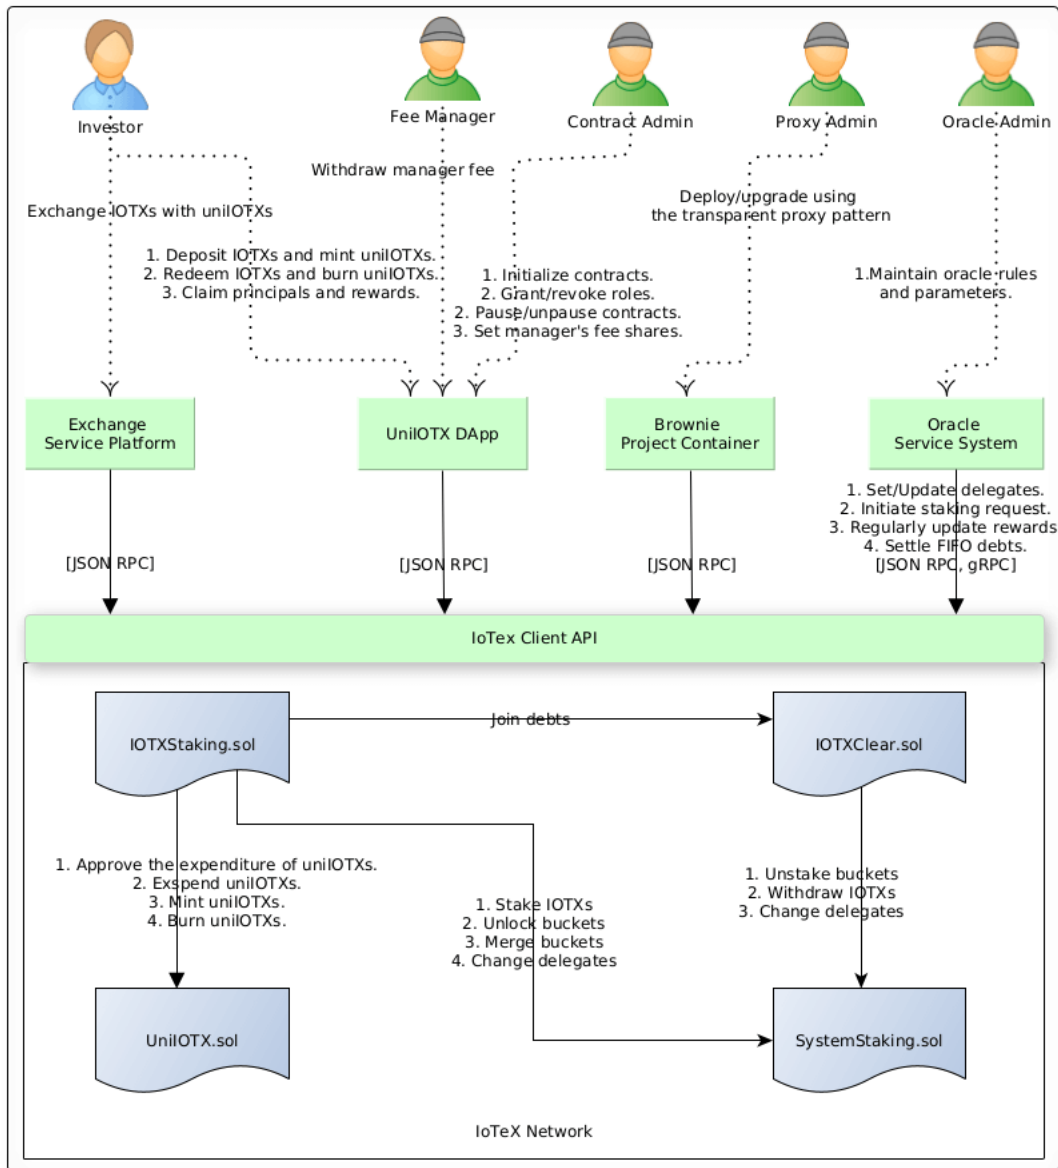 Investor
Fee Manager
Contract Admin
Proxy Admin
Oracle Admin
Exchange IOTXs with uniIOTXs
1. Deposit IOTXs and mint uniIOTXs.
2. Redeem IOTXs and burn uniIOTXs.
3. Claim principals and rewards.
Withdraw manager fee
1. Initialize contracts.
2. Grant/revoke roles.
2. Pause/unpause contracts.
3. Set manager's fee shares.
Deploy/upgrade using
the transparent proxy pattern
1.Maintain oracle rules
and parameters.
Exchange
Service Platform
UniIOTX DApp
Brownie
Project Container
Oracle
Service System
[JSON RPC]
[JSON RPC]
[JSON RPC]
1. Set/Update delegates.
2. Initiate staking request.
3. Regularly update rewards
4. Settle FIFO debts.
[JSON RPC, gRPC]
IoTex Client API
IOTXStaking.sol
Join debts
IOTXClear.sol
1. Approve the expenditure of uniIOTXs.
2. Exspend uniIOTXs.
3. Mint uniIOTXs.
4. Burn uniIOTXs.
1. Stake IOTXs
2. Unlock buckets
3. Merge buckets
4. Change delegates
1. Unstake buckets
2. Withdraw IOTXs
3. Change delegates
UniIOTX.sol
SystemStaking.sol
IoTeX Network